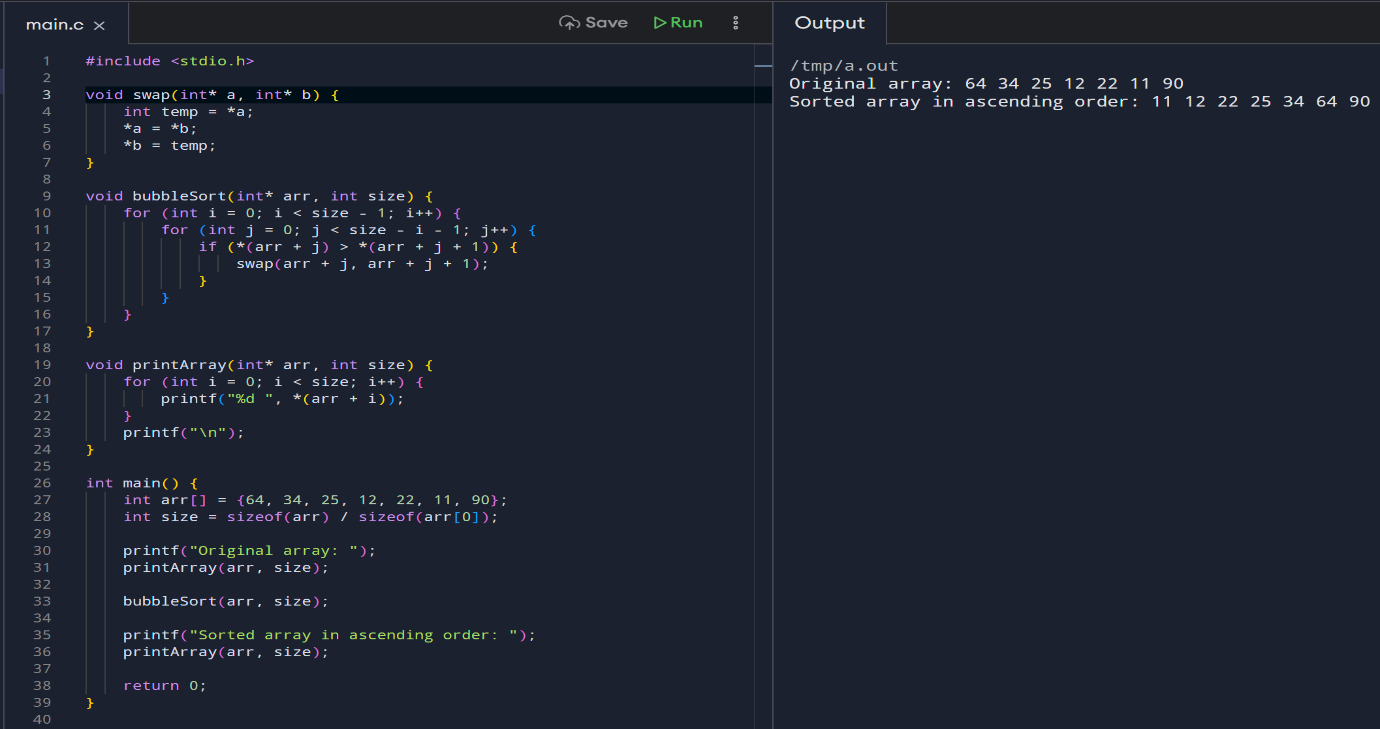 main.c ×
Save
Run
Output
1 #include <stdio.h>
2
3 void swap(int* a, int* b) {
4     int temp = *a;
5     *a = *b;
6     *b = temp;
7 }
8
9 void bubbleSort(int* arr, int size) {
10     for (int i = 0; i < size - 1; i++) {
11         for (int j = 0; j < size - i - 1; j++) {
12             if (*(arr + j) > *(arr + j + 1)) {
13                 swap(arr + j, arr + j + 1);
14             }
15         }
16     }
17 }
18
19 void printArray(int* arr, int size) {
20     for (int i = 0; i < size; i++) {
21         printf("%d ", *(arr + i));
22     }
23     printf("\n");
24 }
25
26 int main() {
27     int arr[] = {64, 34, 25, 12, 22, 11, 90};
28     int size = sizeof(arr) / sizeof(arr[0]);
29
30     printf("Original array: ");
31     printArray(arr, size);
32
33     bubbleSort(arr, size);
34
35     printf("Sorted array in ascending order: ");
36     printArray(arr, size);
37
38     return 0;
39 }
40
/tmp/a.out
Original array: 64 34 25 12 22 11 90
Sorted array in ascending order: 11 12 22 25 34 64 90